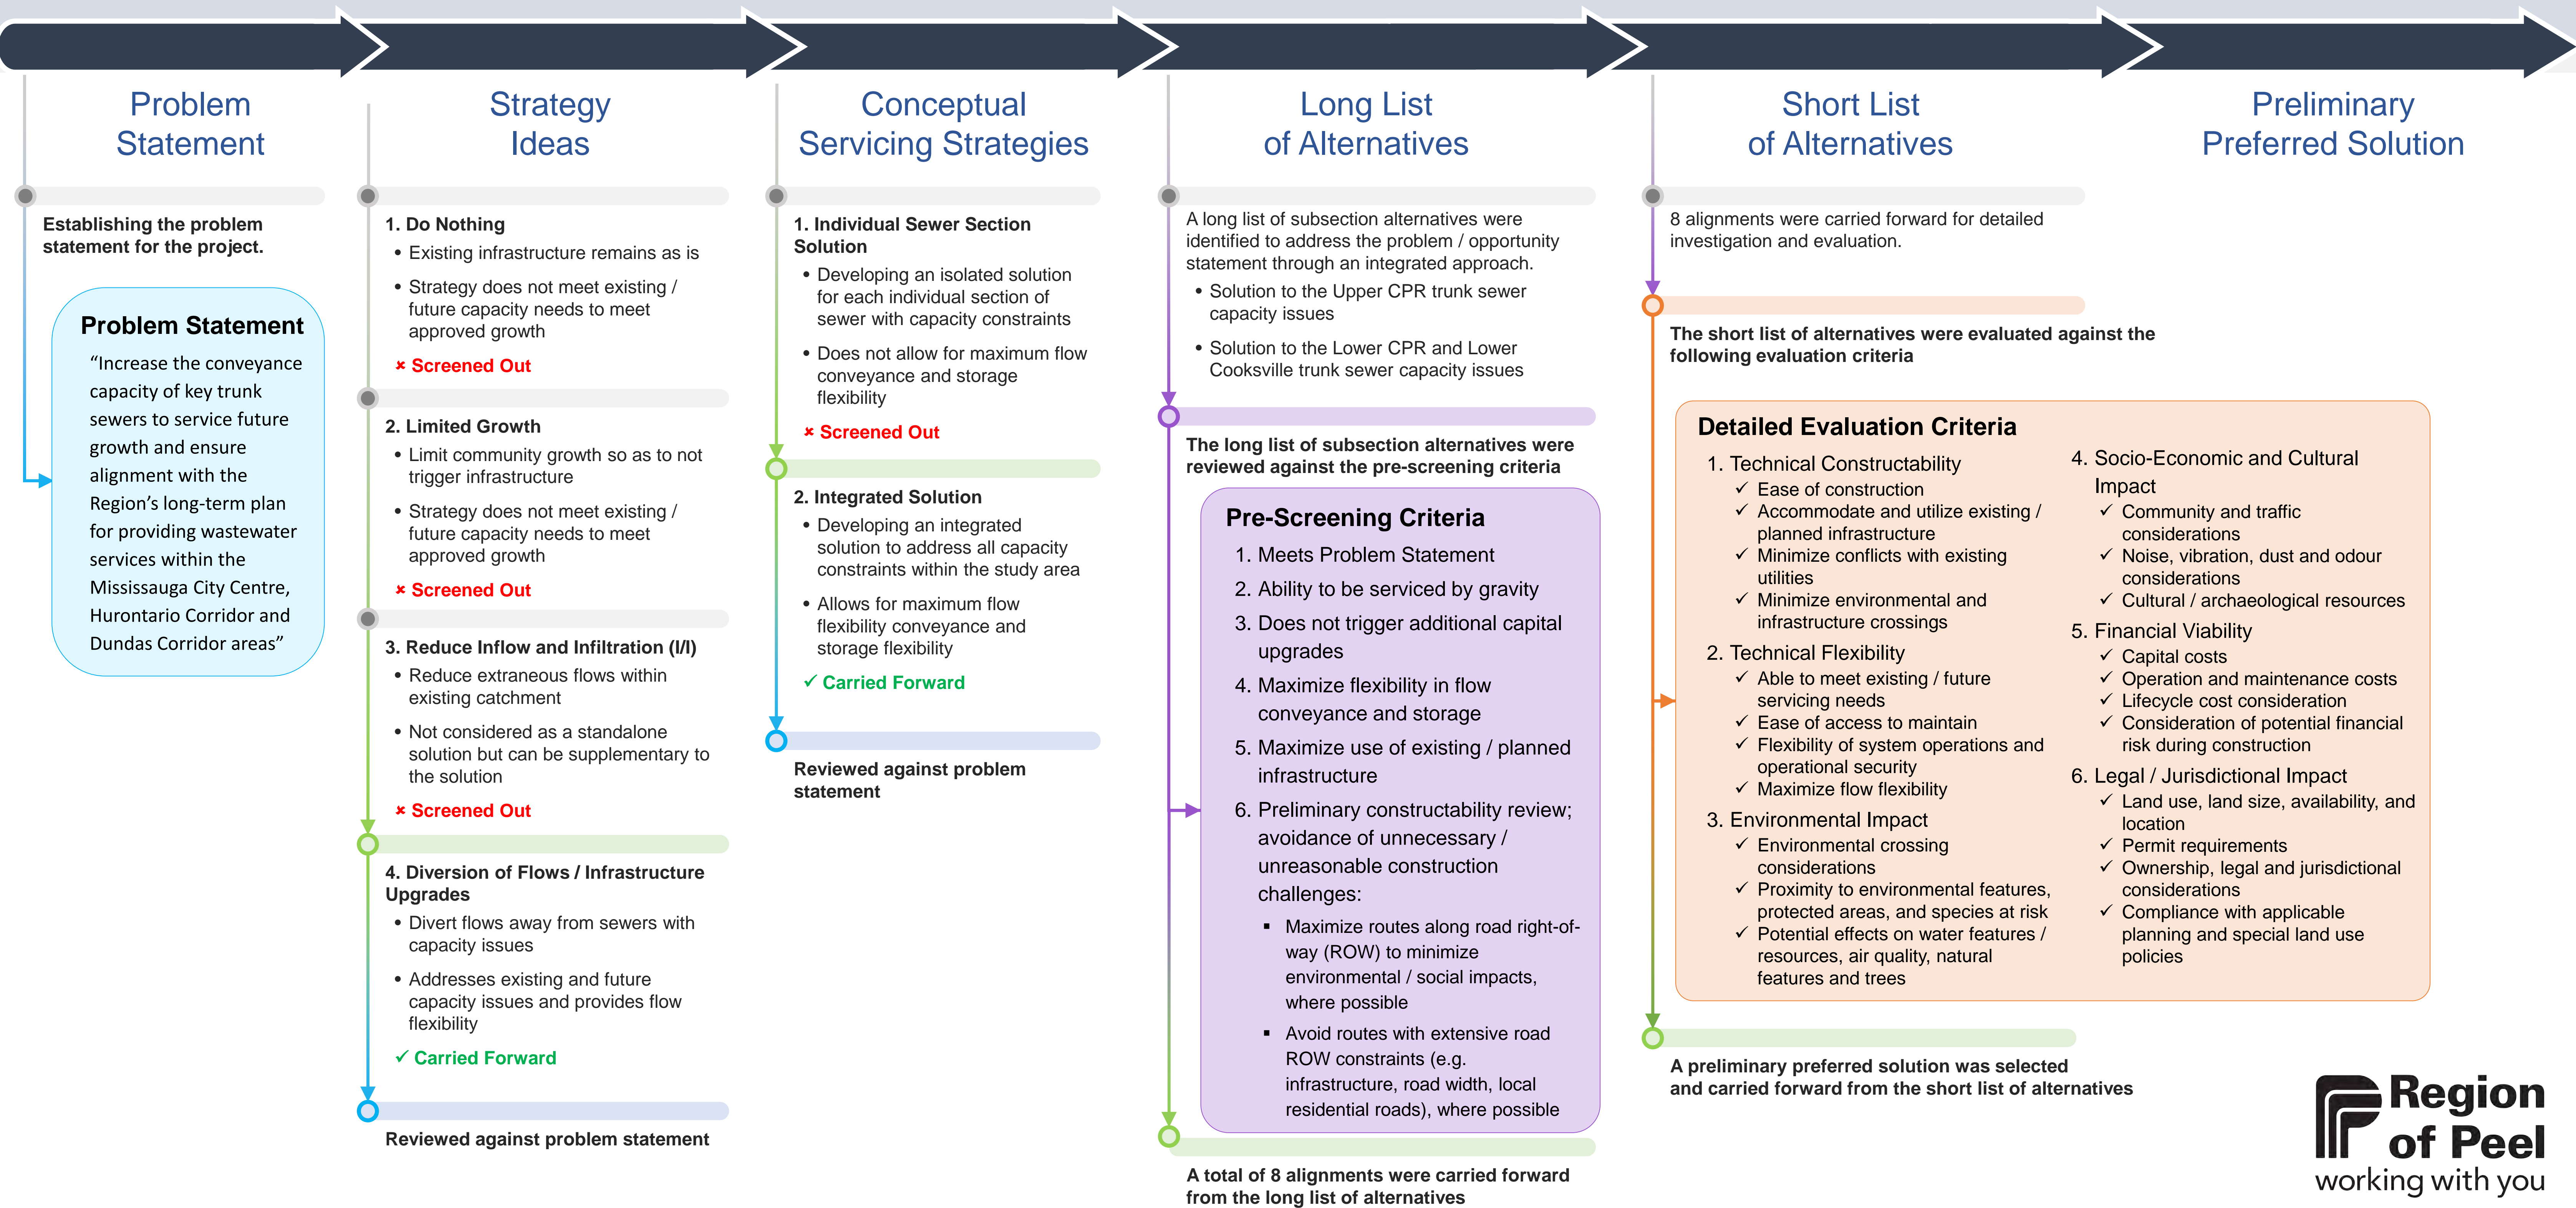 Problem
Statement
Establishing the problem
statement for the project.
Problem Statement
“Increase the conveyance
capacity of key trunk
sewers to service future
growth and ensure
alignment with the
Region’s long-term plan
for providing wastewater
services within the
Mississauga City Centre,
Hurontario Corridor and
Dundas Corridor areas”
Strategy
Ideas
1. Do Nothing
• Existing infrastructure remains as is
• Strategy does not meet existing /
future capacity needs to meet
approved growth
✘ Screened Out
2. Limited Growth
• Limit community growth so as to not
trigger infrastructure
• Strategy does not meet existing /
future capacity needs to meet
approved growth
✘ Screened Out
3. Reduce Inflow and Infiltration (I/I)
• Reduce extraneous flows within
existing catchment
• Not considered as a standalone
solution but can be supplementary to
the solution
✘ Screened Out
4. Diversion of Flows / Infrastructure
Upgrades
• Divert flows away from sewers with
capacity issues
• Addresses existing and future
capacity issues and provides flow
flexibility
✓ Carried Forward
Reviewed against problem statement
Conceptual
Servicing Strategies
1. Individual Sewer Section
Solution
• Developing an isolated solution
for each individual section of
sewer with capacity constraints
• Does not allow for maximum flow
conveyance and storage
flexibility
✘ Screened Out
2. Integrated Solution
• Developing an integrated
solution to address all capacity
constraints within the study area
• Allows for maximum flow
flexibility conveyance and
storage flexibility
✓ Carried Forward
Reviewed against problem
statement
Long List
of Alternatives
A long list of subsection alternatives were
identified to address the problem / opportunity
statement through an integrated approach.
• Solution to the Upper CPR trunk sewer
capacity issues
• Solution to the Lower CPR and Lower
Cooksville trunk sewer capacity issues
The long list of subsection alternatives were
reviewed against the pre-screening criteria
Pre-Screening Criteria
1. Meets Problem Statement
2. Ability to be serviced by gravity
3. Does not trigger additional capital
upgrades
4. Maximize flexibility in flow
conveyance and storage
5. Maximize use of existing / planned
infrastructure
6. Preliminary constructability review;
avoidance of unnecessary /
unreasonable construction
challenges:
▪ Maximize routes along road right-of-
way (ROW) to minimize
environmental / social impacts,
where possible
▪ Avoid routes with extensive road
ROW constraints (e.g.
infrastructure, road width, local
residential roads), where possible
A total of 8 alignments were carried forward
from the long list of alternatives
Short List
of Alternatives
8 alignments were carried forward for detailed
investigation and evaluation.
The short list of alternatives were evaluated against the
following evaluation criteria
Detailed Evaluation Criteria
1. Technical Constructability
✓ Ease of construction
✓ Accommodate and utilize existing /
planned infrastructure
✓ Minimize conflicts with existing
utilities
✓ Minimize environmental and
infrastructure crossings
2. Technical Flexibility
✓ Able to meet existing / future
servicing needs
✓ Ease of access to maintain
✓ Flexibility of system operations and
operational security
✓ Maximize flow flexibility
3. Environmental Impact
✓ Environmental crossing
considerations
✓ Proximity to environmental features,
protected areas, and species at risk
✓ Potential effects on water features /
resources, air quality, natural
features and trees
4. Socio-Economic and Cultural
Impact
✓ Community and traffic
considerations
✓ Noise, vibration, dust and odour
considerations
✓ Cultural / archaeological resources
5. Financial Viability
✓ Capital costs
✓ Operation and maintenance costs
✓ Lifecycle cost consideration
✓ Consideration of potential financial
risk during construction
6. Legal / Jurisdictional Impact
✓ Land use, land size, availability, and
location
✓ Permit requirements
✓ Ownership, legal and jurisdictional
considerations
✓ Compliance with applicable
planning and special land use
policies
A preliminary preferred solution was selected
and carried forward from the short list of alternatives
Preliminary
Preferred Solution
Region
of Peel
working with you